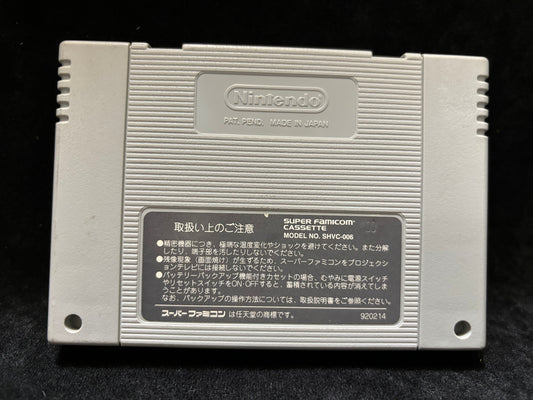 Nintendo
PAT. PEND. MADE IN JAPAN
取扱い上のご注意
SUPER FAMICOM
CASSETTE
MODEL NO. SHVC-006
●精密機器につき、極端な温度変化やショックを避けてください。また分解
したり、端子部を汚したりしないでください。
●残像現象(画面焼け)が生ずるため、スーパーファミコンをプロジェクシ
ョンテレビには接続しないでください。
●バッテリーバックアップ機能付きカセットの場合、むやみに電源スイッチ
やリセットスイッチをON・OFFすると、蓄積されている内容が消えてしま
うことがあります。
なお、バックアップの操作方法については、取扱説明書をご参照ください。
スーパーファミコンは任天堂の商標です。
920214